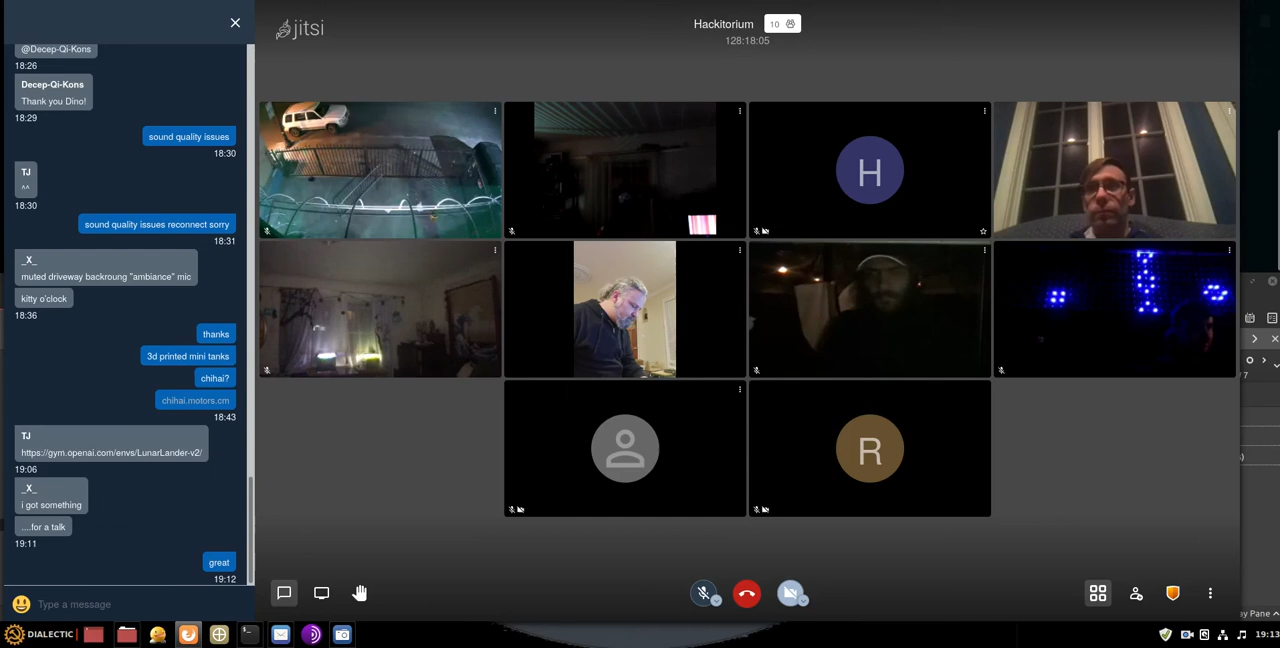 @Decep-Qi-Kons
18:26
Decep-Qi-Kons
Thank you Dino!
18:29
sound quality issues
18:30
TJ
^^
18:30
sound quality issues reconnect sorry
18:31
_X_
muted driveway backroung "ambiance" mic
kitty o'clock
18:36
thanks
3d printed mini tanks
chihai?
chihai.motors.cm
18:43
TJ
https://gym.openai.com/envs/LunarLander-v2/
19:06
_X_
i got something
....for a talk
19:11
great
19:12
Type a message
jitsi
Hackitorium
10
128:18:05
H
R
/7
ay Pane
DIALECTIC
19:13